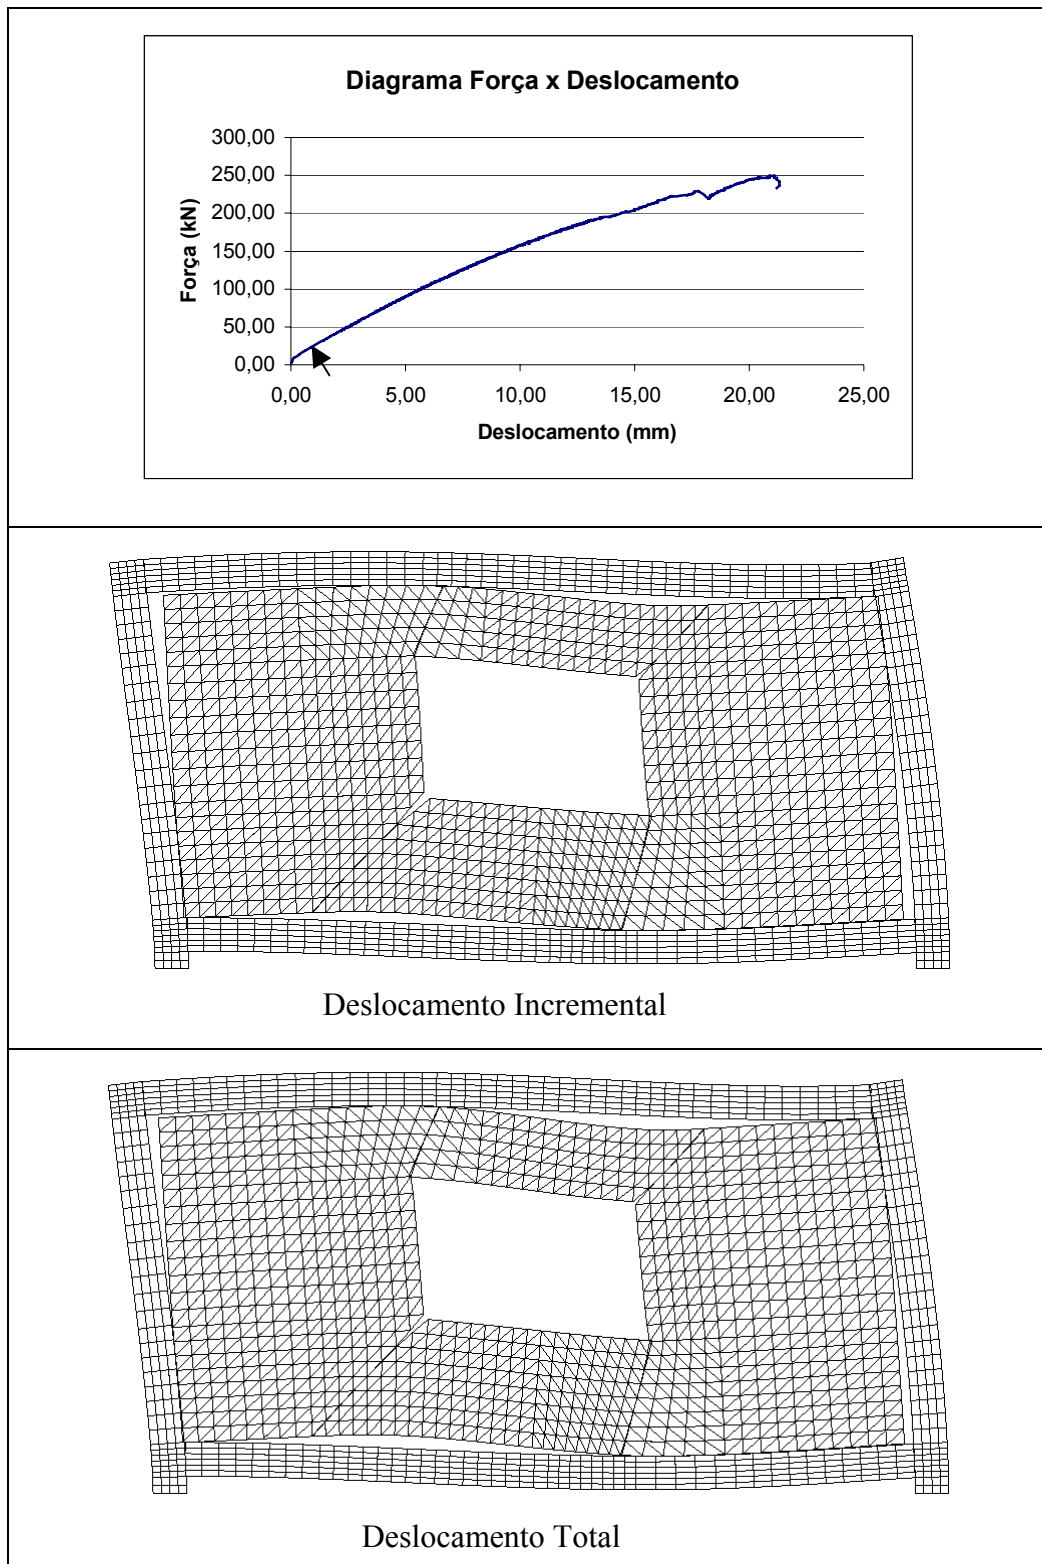 Diagrama Força x Deslocamento
300,00
250,00
200,00
150,00
100,00
50,00
0,00
Força (kN)
0,00 5,00 10,00 15,00 20,00 25,00
Deslocamento (mm)
Deslocamento Incremental
Deslocamento Total